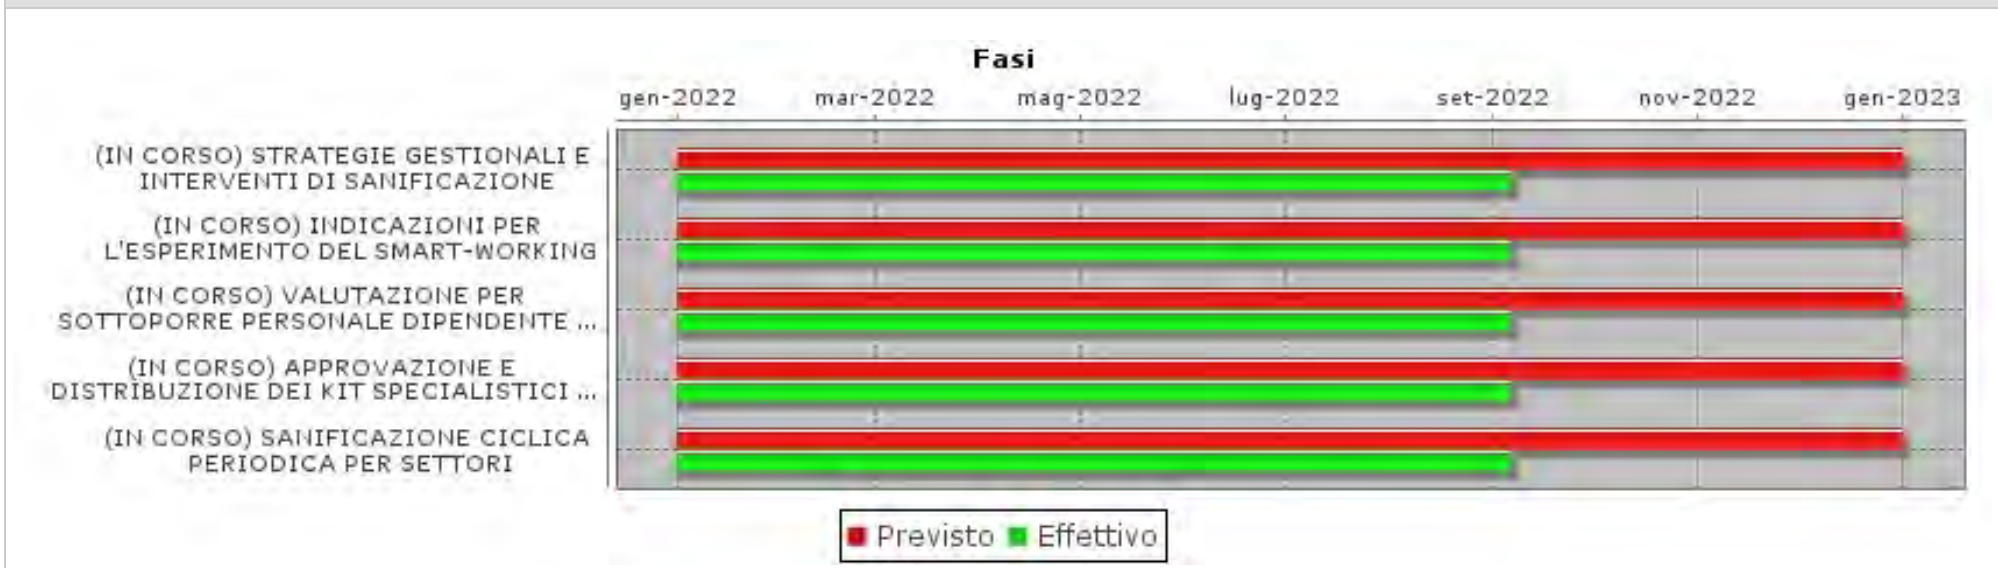 Fasi
gen-2022 mar-2022 mag-2022 lug-2022 set-2022 nov-2022 gen-2023
(IN CORSO) STRATEGIE GESTIONALI E
INTERVENTI DI SANIFICAZIONE
(IN CORSO) INDICAZIONI PER
L'ESPERIMENTO DEL SMART-WORKING
(IN CORSO) VALUTAZIONE PER
SOTTOPORRE PERSONALE DIPENDENTE ...
(IN CORSO) APPROVAZIONE E
DISTRIBUZIONE DEI KIT SPECIALISTICI ...
(IN CORSO) SANIFICAZIONE CICLICA
PERIODICA PER SETTORI
Previsto Effettivo